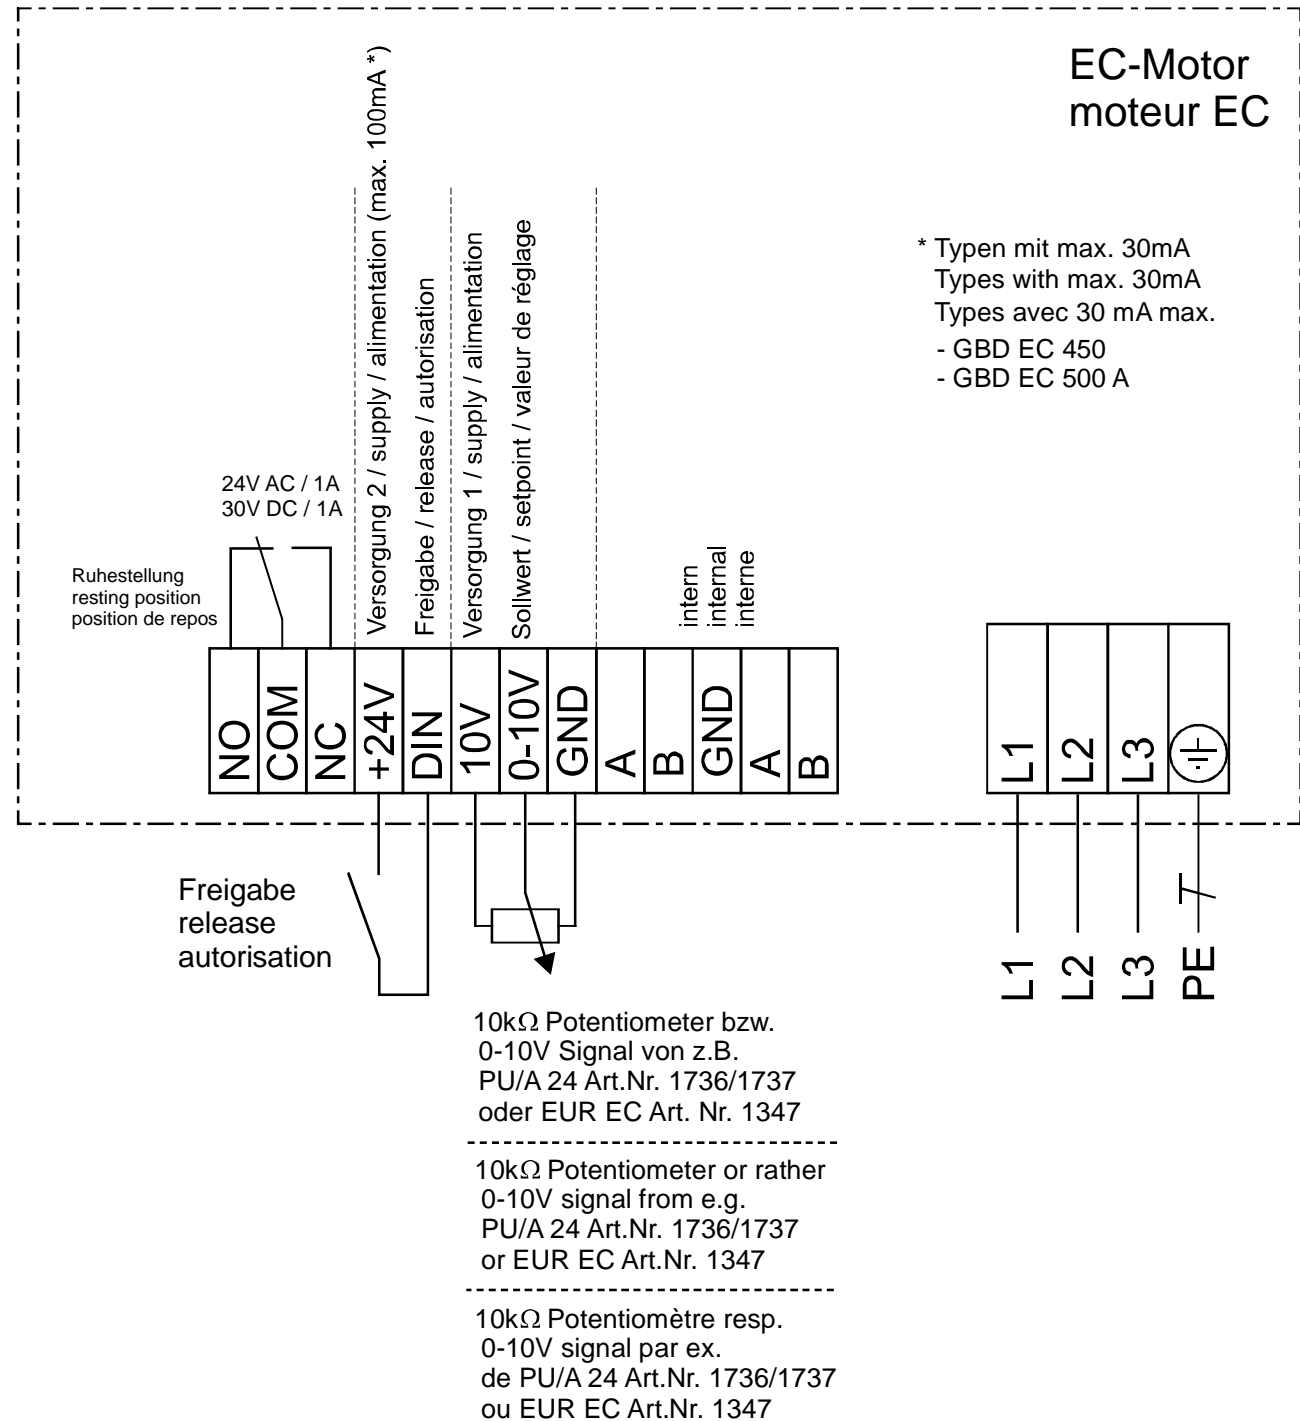 EC-Motor
moteur EC
* Typen mit max. 30mA
Types with max. 30mA
Types avec 30 mA max.
- GBD EC 450
- GBD EC 500 A
24V AC / 1A
30V DC / 1A
Ruhestellung
resting position
position de repos
Versorgung 2 / supply / alimentation (max. 100mA *)
Freigabe / release / autorisation
Versorgung 1 / supply / alimentation
Sollwert / setpoint / valeur de réglage
intern
internal
interne
NO
COM
NC
+24V
DIN
10V
0-10V
GND
A
B
GND
A
B
L1
L2
L3
Freigabe
release
autorisation
L1
L2
L3
PE
10kΩ Potentiometer bzw.
0-10V Signal von z.B.
PU/A 24 Art.Nr. 1736/1737
oder EUR EC Art. Nr. 1347
10kΩ Potentiometer or rather
0-10V signal from e.g.
PU/A 24 Art.Nr. 1736/1737
or EUR EC Art.Nr. 1347
10kΩ Potentiomètre resp.
0-10V signal par ex.
de PU/A 24 Art.Nr. 1736/1737
ou EUR EC Art.Nr. 1347